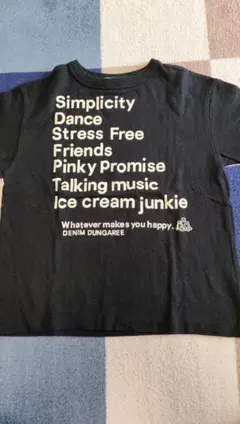 Simplicity
Dance
Stress Free
Friends
Pinky Promise
Talking music
Ice cream junkie
Whatever makes you happy.
DENIM DUNGAREE